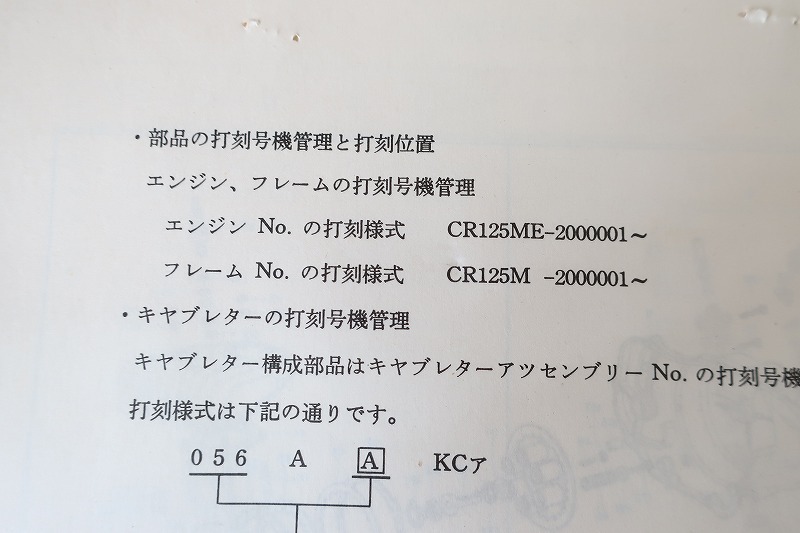 ・部品の打刻号機管理と打刻位置
エンジン、フレームの打刻号機管理
エンジン No. の打刻様式 CR125ME-2000001～
フレーム No. の打刻様式 CR125M -2000001～
・キヤブレターの打刻号機管理
キヤブレター構成部品はキヤブレターアツセンブリー No. の打刻号機
打刻様式は下記の通りです。
056 A A KCア